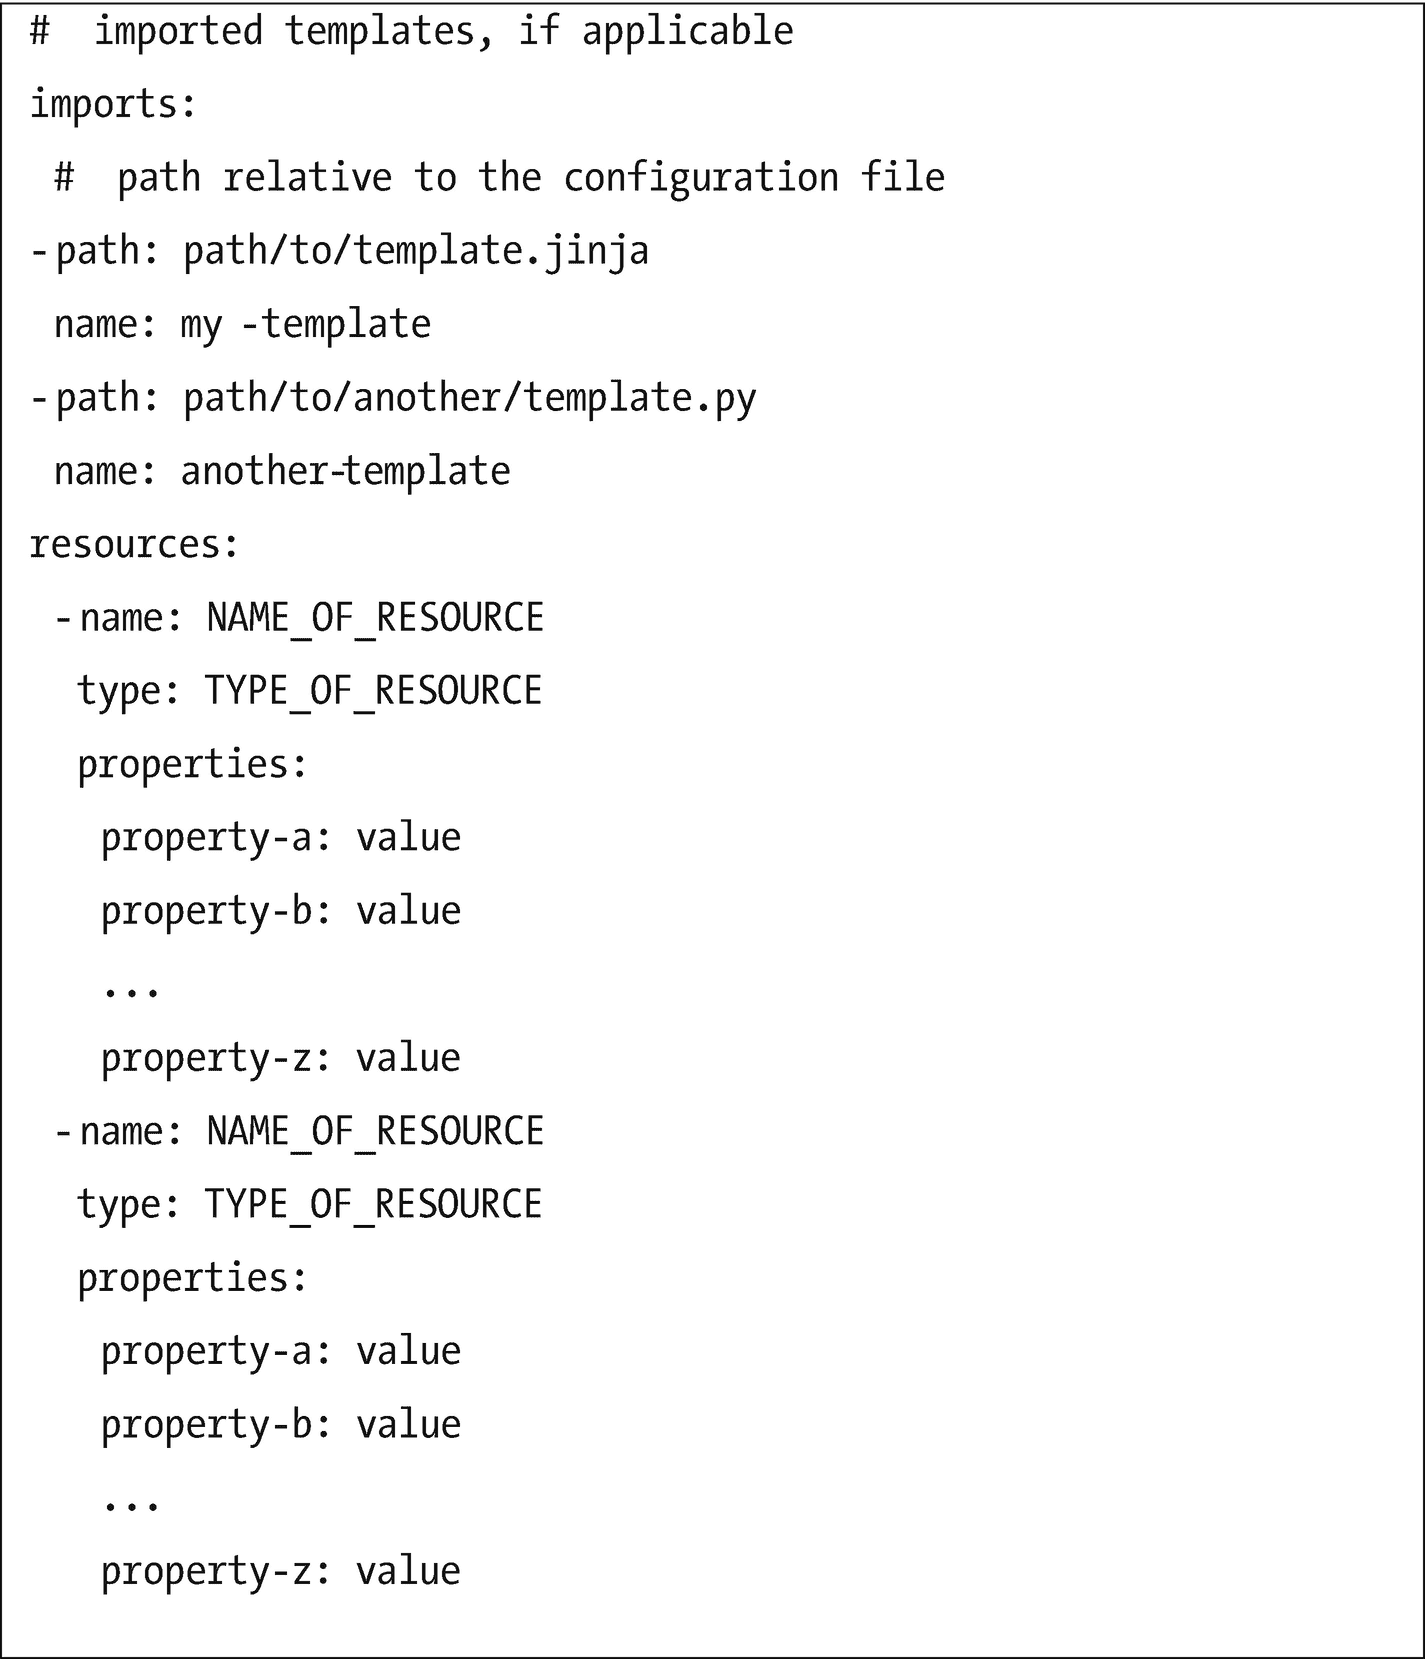 #  imported templates, if applicable
imports:
 #  path relative to the configuration file
-path: path/to/template.jinja
 name: my -template
-path: path/to/another/template.py
 name: another-template
resources:
 -name: NAME_OF_RESOURCE
  type: TYPE_OF_RESOURCE
  properties:
   property-a: value
   property-b: value
   ...
   property-z: value
 -name: NAME_OF_RESOURCE
  type: TYPE_OF_RESOURCE
  properties:
   property-a: value
   property-b: value
   ...
   property-z: value